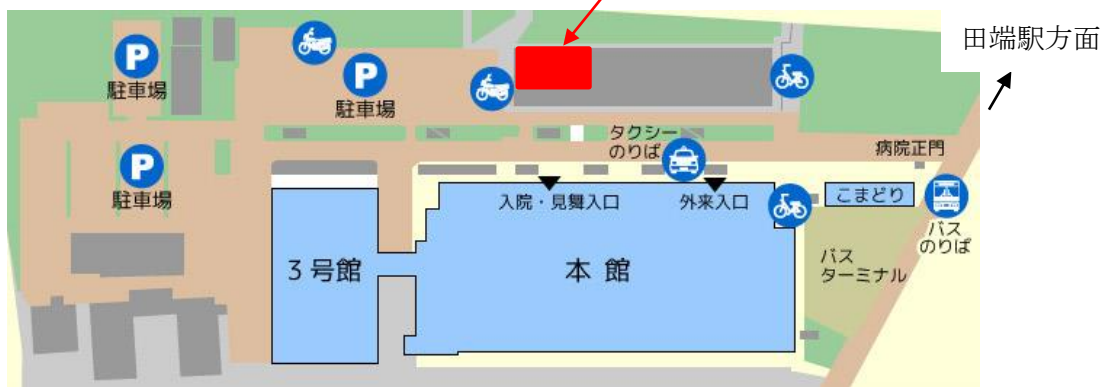 田端駅方面
P
駐車場
P
駐車場
P
駐車場
タクシー
のりば
病院正門
入院・見舞入口
外来入口
こまどり
バス
のりば
バス
ターミナル
3号館
本館